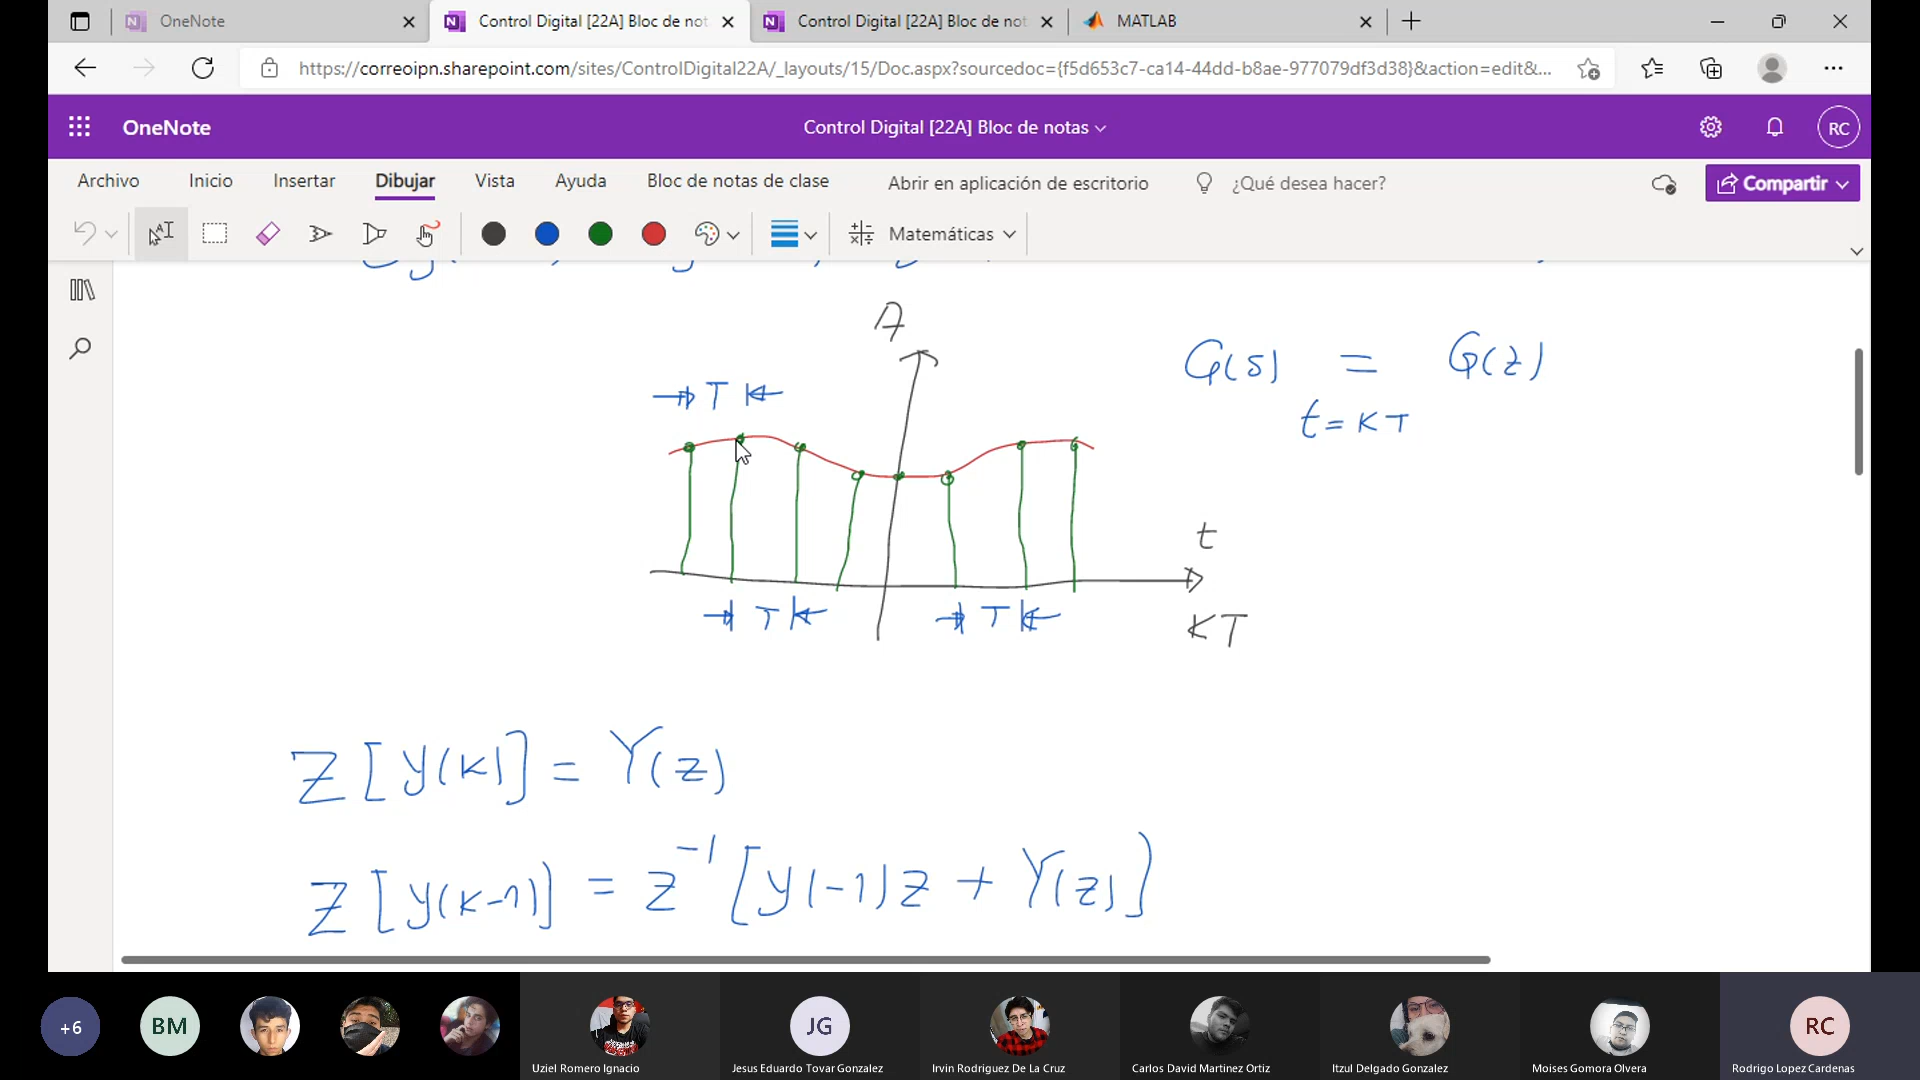 OneNote
Control Digital [22A] Bloc de not
Control Digital [22A] Bloc de not
MATLAB
https://correoipn.sharepoint.com/sites/ControlDigital22A/_layouts/15/Doc.aspx?sourcedoc={f5d653c7-ca14-44dd-b8ae-977079df3d38}&action=edit&...
OneNote
Control Digital [22A] Bloc de notas
RC
Archivo Inicio Insertar Dibujar Vista Ayuda Bloc de notas de clase Abrir en aplicación de escritorio ¿Qué desea hacer? Compartir
Matemáticas
A
G(s) = G(z)
t=KT
T
t
T T
KT
Z[y(k)] = Y(z)
Z[y(k-1)] = z^-1 [y(-1)z + Y(z)]
+6
BM
JG
RC
Uziel Romero Ignacio
Jesus Eduardo Tovar Gonzalez
Irvin Rodriguez De La Cruz
Carlos David Martinez Ortiz
Itzul Delgado Gonzalez
Moises Gomora Olvera
Rodrigo Lopez Cardenas